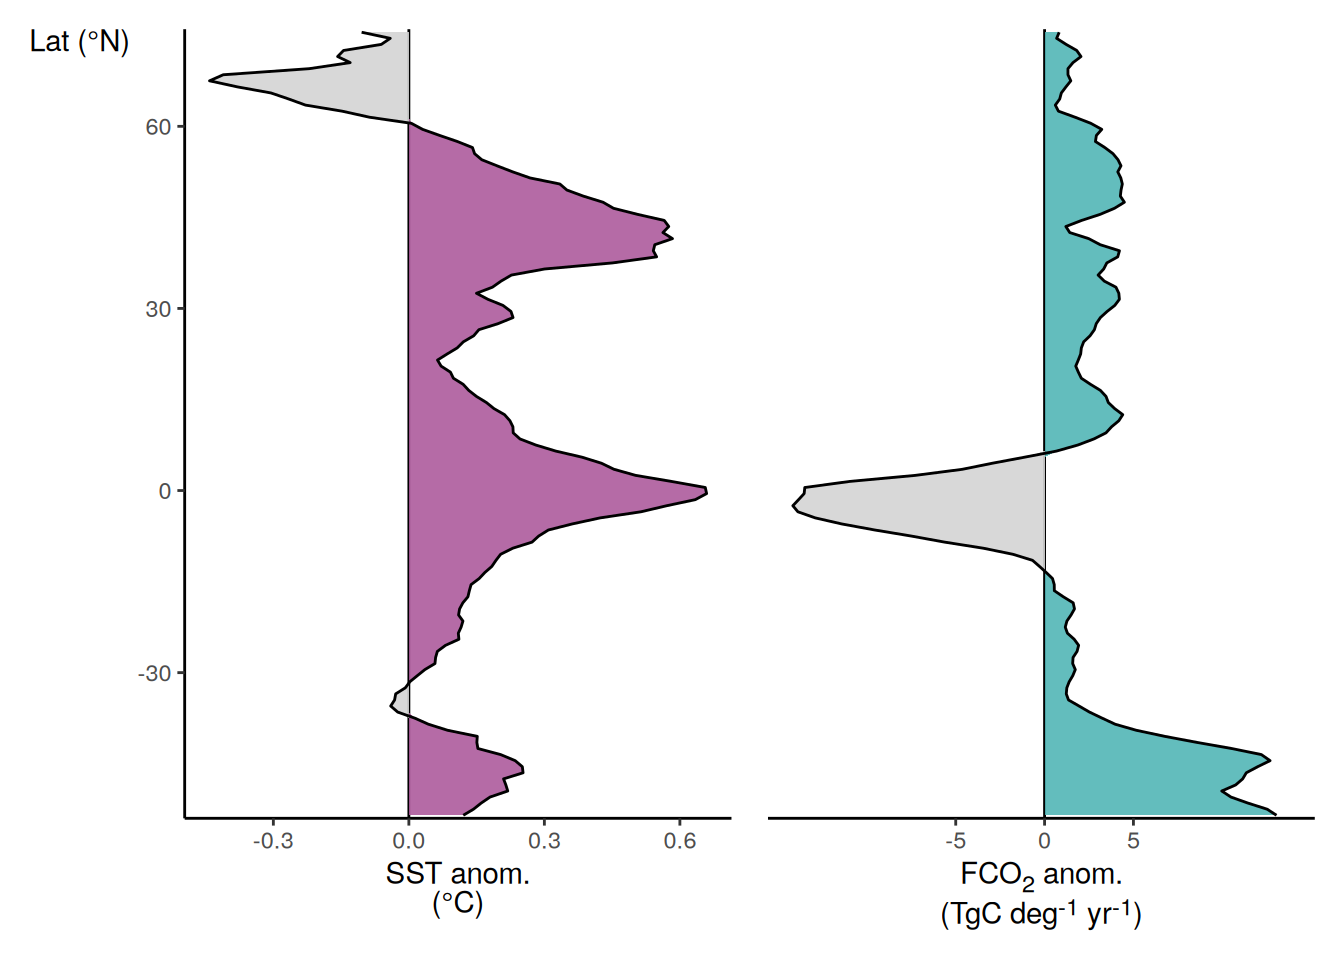 Lat (°N)
60
30
0
-30
-0.3 0.0 0.3 0.6
SST anom.
(°C)
-5 0 5
FCO₂ anom.
(TgC deg⁻¹ yr⁻¹)